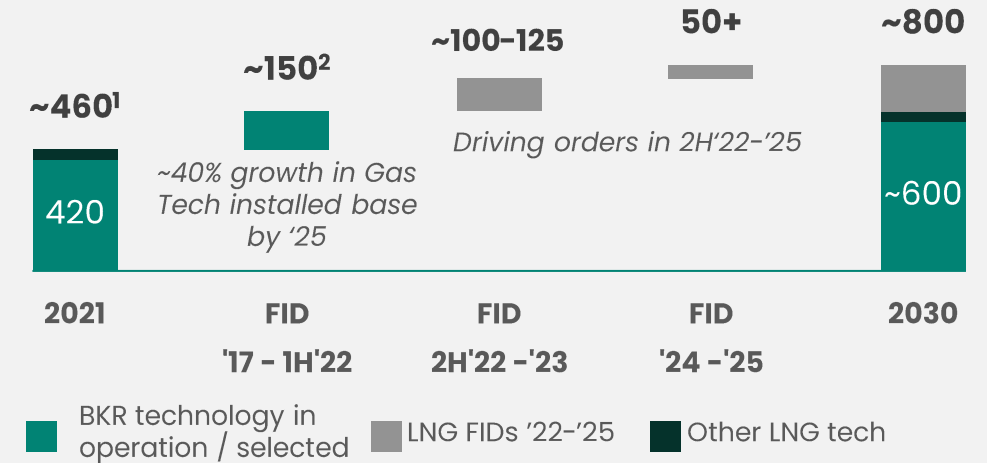 ~460¹
~150²
~100-125
50+
~800
420
~40% growth in Gas
Tech installed base
by ‘25
Driving orders in 2H‘22-’25
~600
2021
FID
'17 - 1H'22
FID
2H'22 -'23
FID
'24 -'25
2030
BKR technology in
operation / selected
LNG FIDs ’22-’25
Other LNG tech